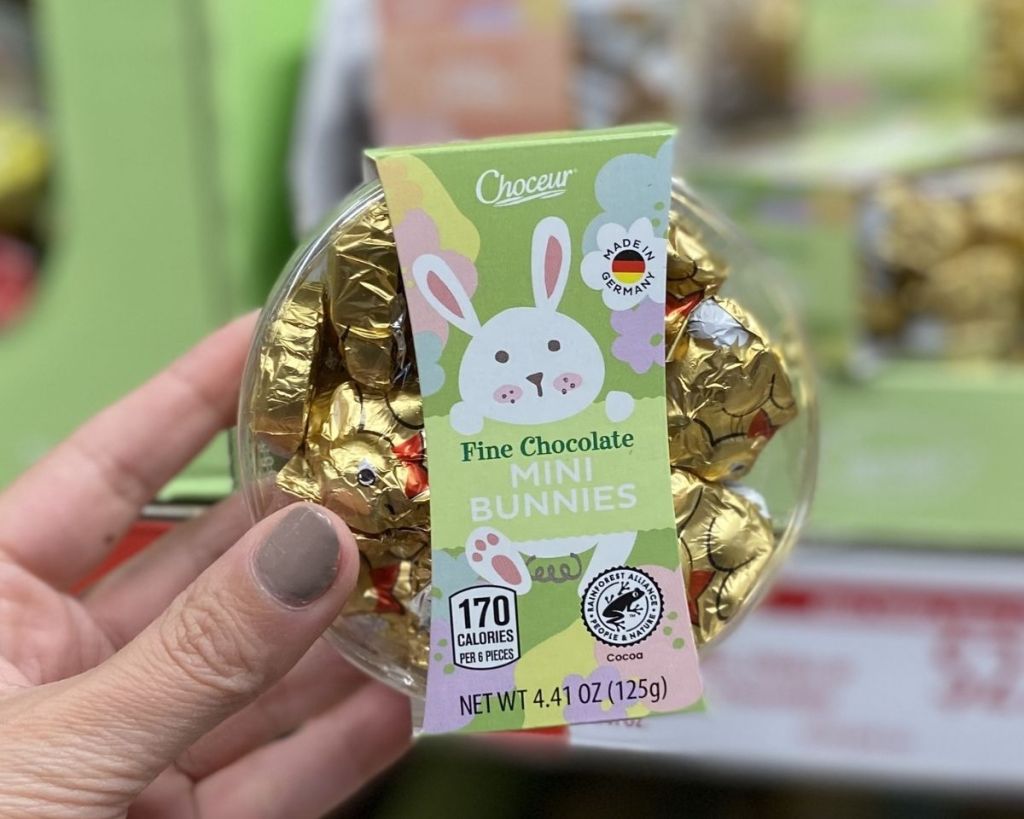 Choceur
MADE IN
GERMANY
Fine Chocolate
MINI
BUNNIES
170
CALORIES
PER 6 PIECES
RAINFOREST ALLIANCE
PEOPLE & NATURE
TM
Cocoa
NET WT 4.41 OZ (125g)